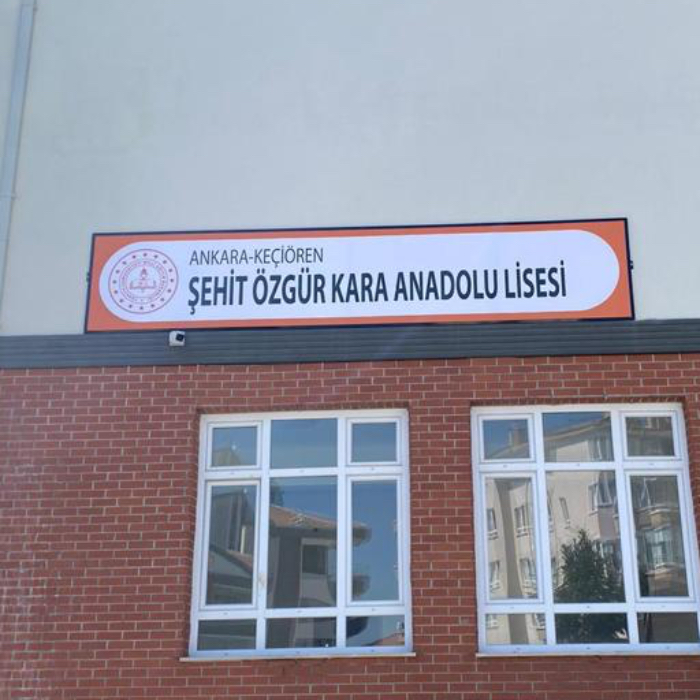 ANKARA-KEÇİÖREN
ŞEHİT ÖZGÜR KARA ANADOLU LİSESİ